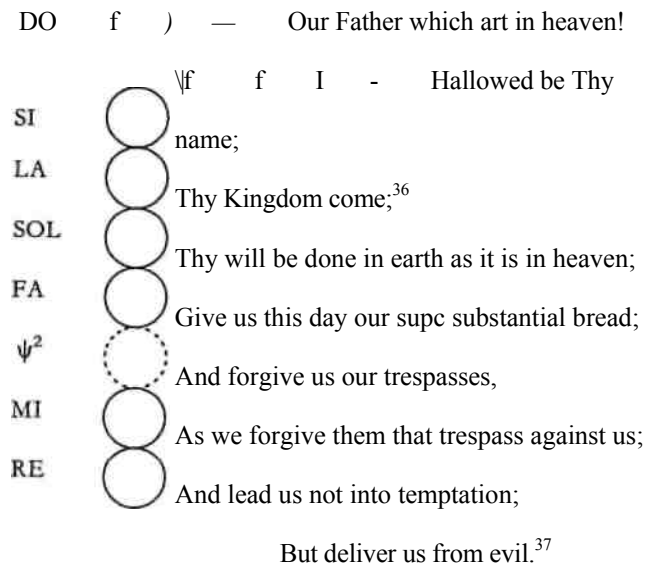 DO f ) — Our Father which art in heaven!
\|f f I - Hallowed be Thy
SI
name;
LA
Thy Kingdom come;36
SOL
Thy will be done in earth as it is in heaven;
FA
Give us this day our supc substantial bread;
ψ2
And forgive us our trespasses,
MI
As we forgive them that trespass against us;
RE
And lead us not into temptation;
But deliver us from evil.37